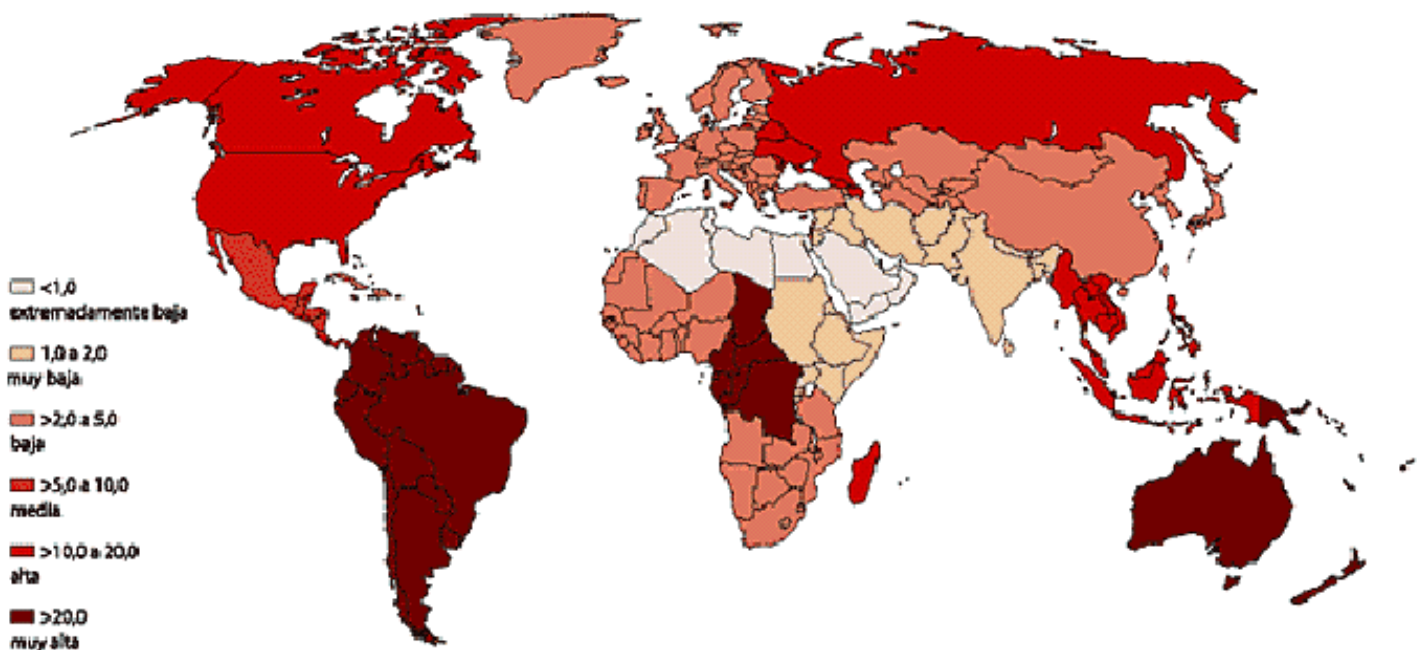 <1,0
extremadamente baja
1,0 a 2,0
muy baja
>2,0 a 5,0
baja
>5,0 a 10,0
media
>10,0 a 20,0
alta
>20,0
muy alta